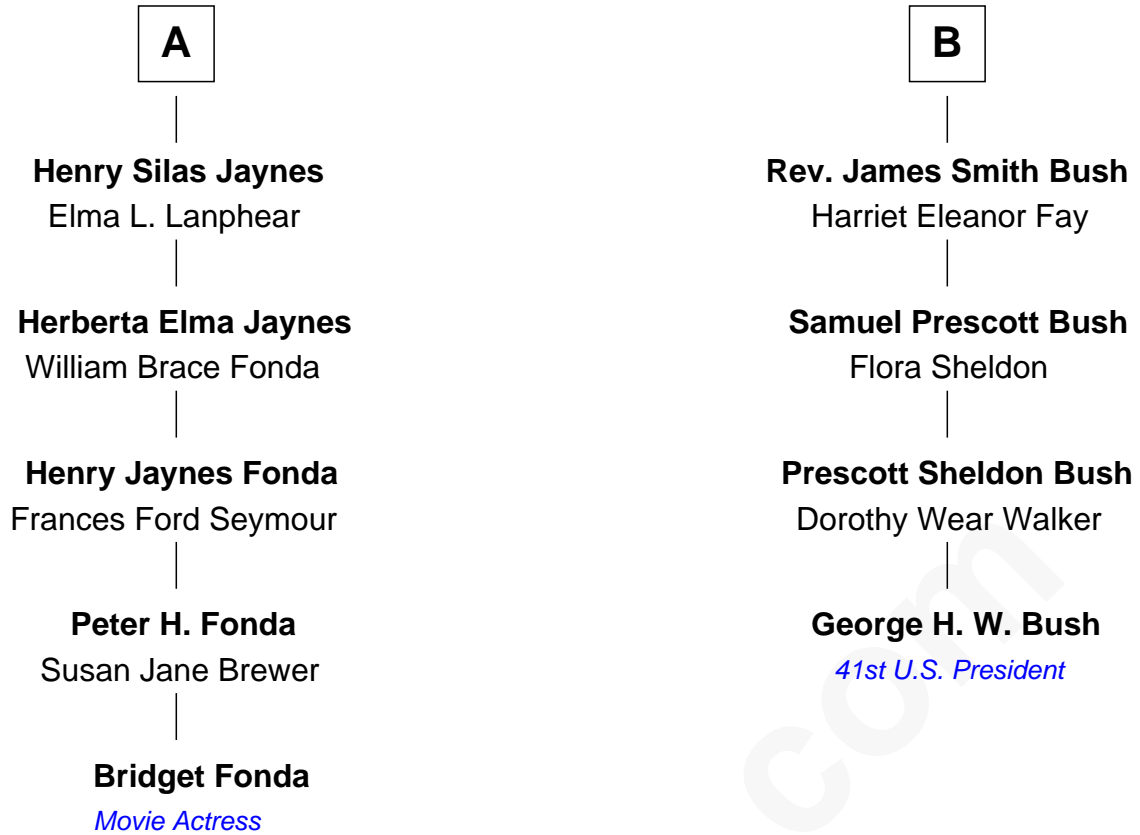 A
Henry Silas Jaynes
Elma L. Lanphear
Herberta Elma Jaynes
William Brace Fonda
Henry Jaynes Fonda
Frances Ford Seymour
Peter H. Fonda
Susan Jane Brewer
Bridget Fonda
Movie Actress
B
Rev. James Smith Bush
Harriet Eleanor Fay
Samuel Prescott Bush
Flora Sheldon
Prescott Sheldon Bush
Dorothy Wear Walker
George H. W. Bush
41st U.S. President
com